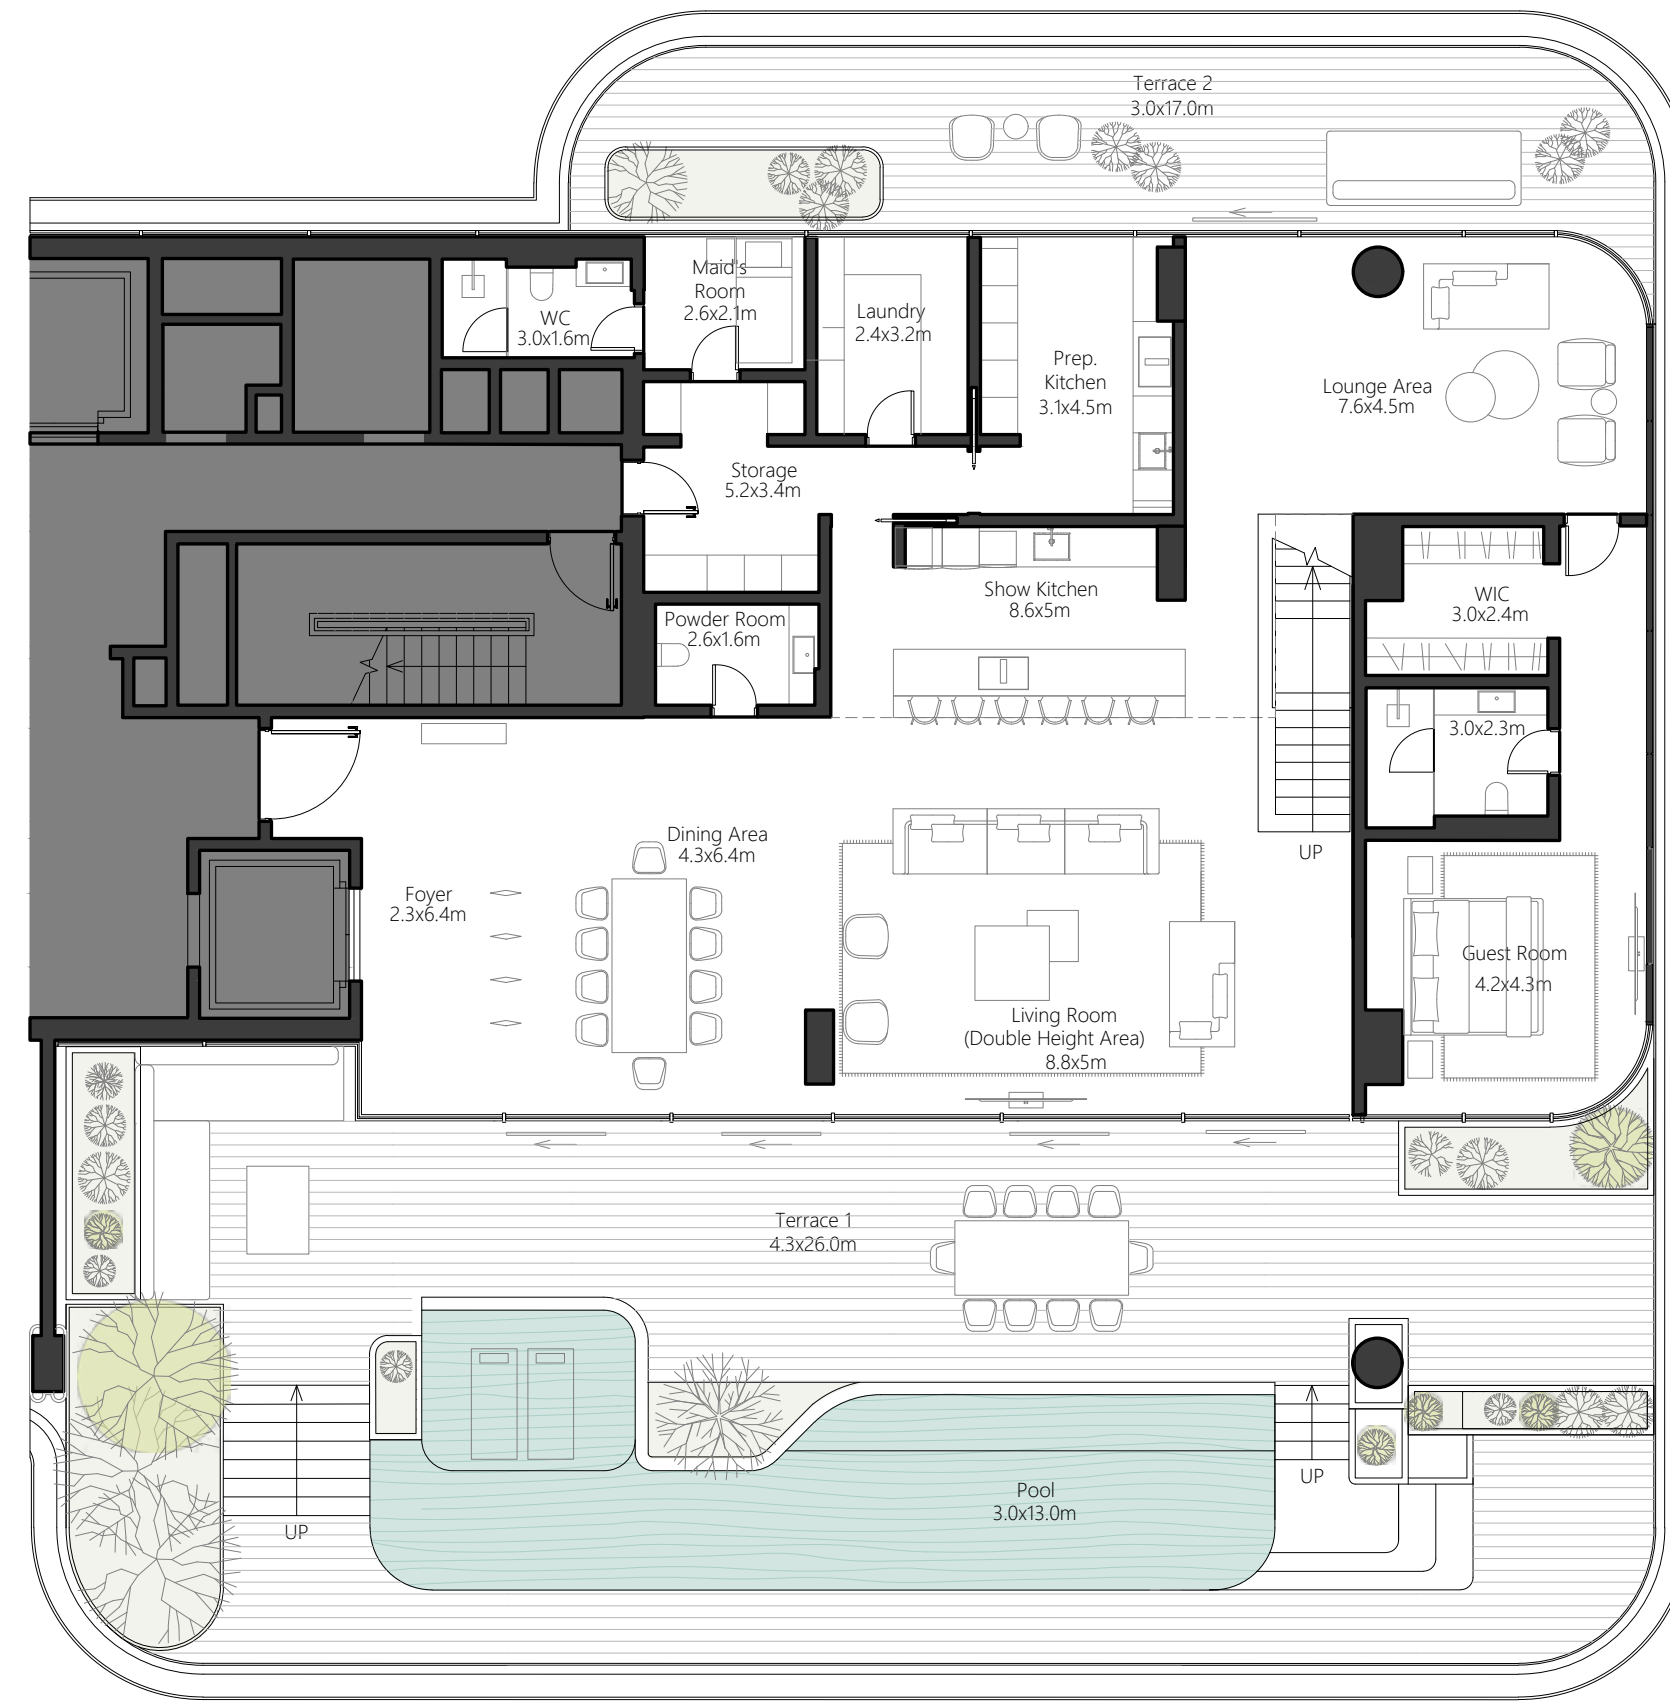 Terrace 2
3.0x17.0m
Maid's
Room
2.6x2.1m
WC
3.0x1.6m
Laundry
2.4x3.2m
Prep.
Kitchen
3.1x4.5m
Lounge Area
7.6x4.5m
Storage
5.2x3.4m
Show Kitchen
8.6x5m
WIC
3.0x2.4m
Powder Room
2.6x1.6m
3.0x2.3m
Dining Area
4.3x6.4m
UP
Foyer
2.3x6.4m
Guest Room
4.2x4.3m
Living Room
(Double Height Area)
8.8x5m
Terrace 1
4.3x26.0m
UP
Pool
3.0x13.0m
UP